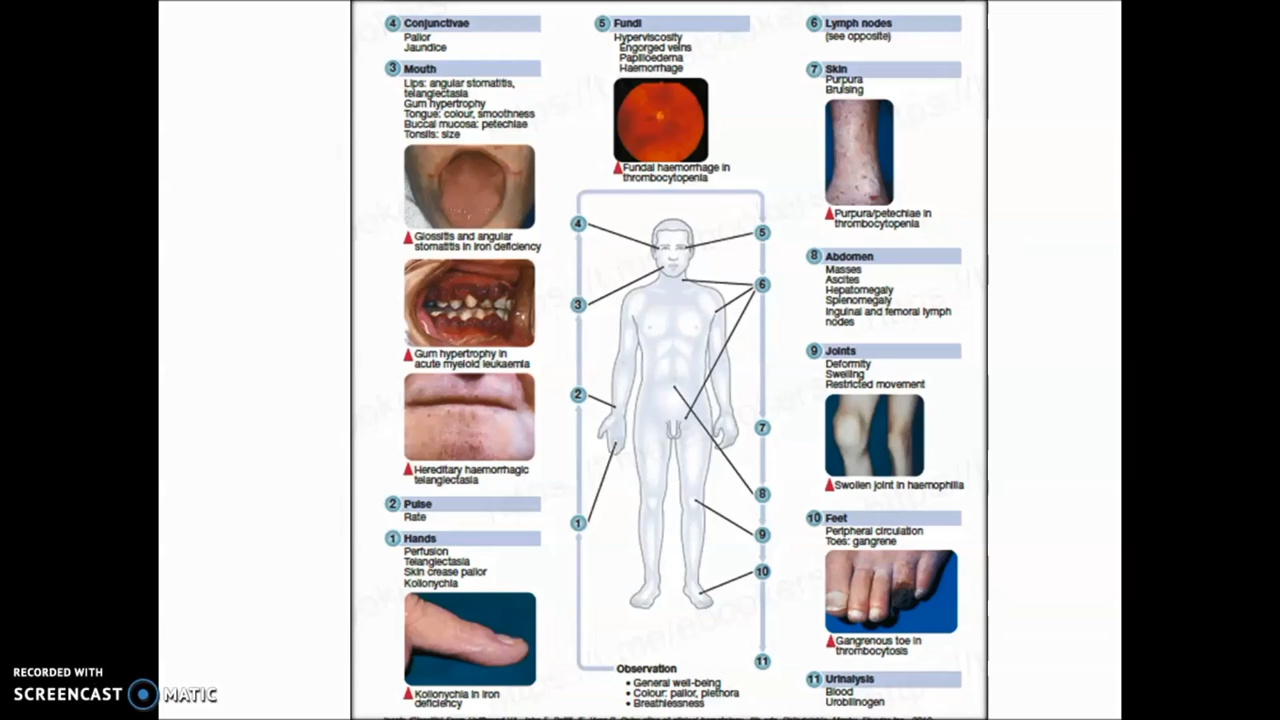 4 Conjunctivae
Pallor
Jaundice
3 Mouth
Lips: angular stomatitis,
telangiectasia
Gum hypertrophy
Tongue: colour, smoothness
Buccal mucosa: petechiae
Tonsils: size
Glossitis and angular
stomatitis in iron deficiency
Gum hypertrophy in
acute myeloid leukaemia
Hereditary haemorrhagic
telangiectasia
2 Pulse
Rate
1 Hands
Perfusion
Telangiectasia
Skin crease pallor
Koilonychia
Koilonychia in iron
deficiency
5 Fundi
Hyperviscosity
Engorged veins
Papilloedema
Haemorrhage
Fundal haemorrhage in
thrombocytopenia
4
5
6
3
2
7
8
1
9
10
11
Observation
• General well-being
• Colour: pallor, plethora
• Breathlessness
6 Lymph nodes
(see opposite)
7 Skin
Purpura
Bruising
Purpura/petechiae in
thrombocytopenia
8 Abdomen
Masses
Ascites
Hepatomegaly
Splenomegaly
Inguinal and femoral lymph
nodes
9 Joints
Deformity
Swelling
Restricted movement
Swollen joint in haemophilia
10 Feet
Peripheral circulation
Toes: gangrene
Gangrenous toe in
thrombocytosis
11 Urinalysis
Blood
Urobilinogen
RECORDED WITH
SCREENCAST MATIC